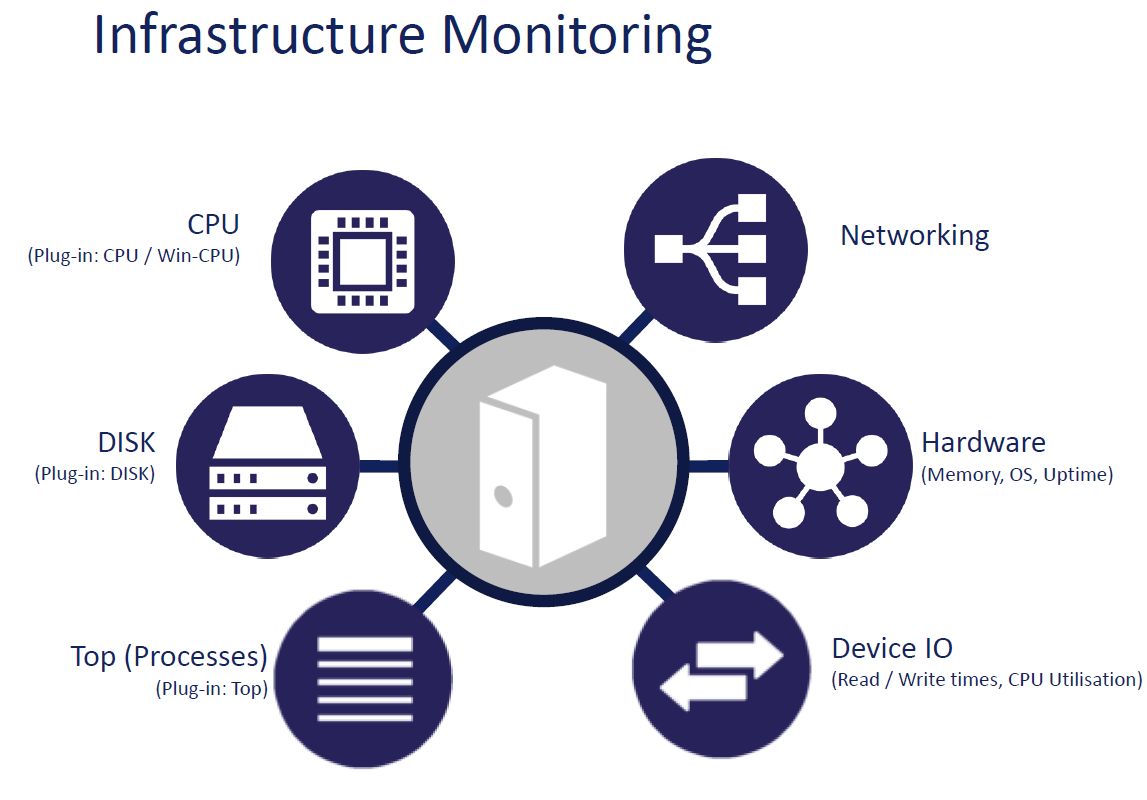 Infrastructure Monitoring
CPU
(Plug-in: CPU / Win-CPU)
Networking
DISK
(Plug-in: DISK)
Hardware
(Memory, OS, Uptime)
Top (Processes)
(Plug-in: Top)
Device IO
(Read / Write times, CPU Utilisation)